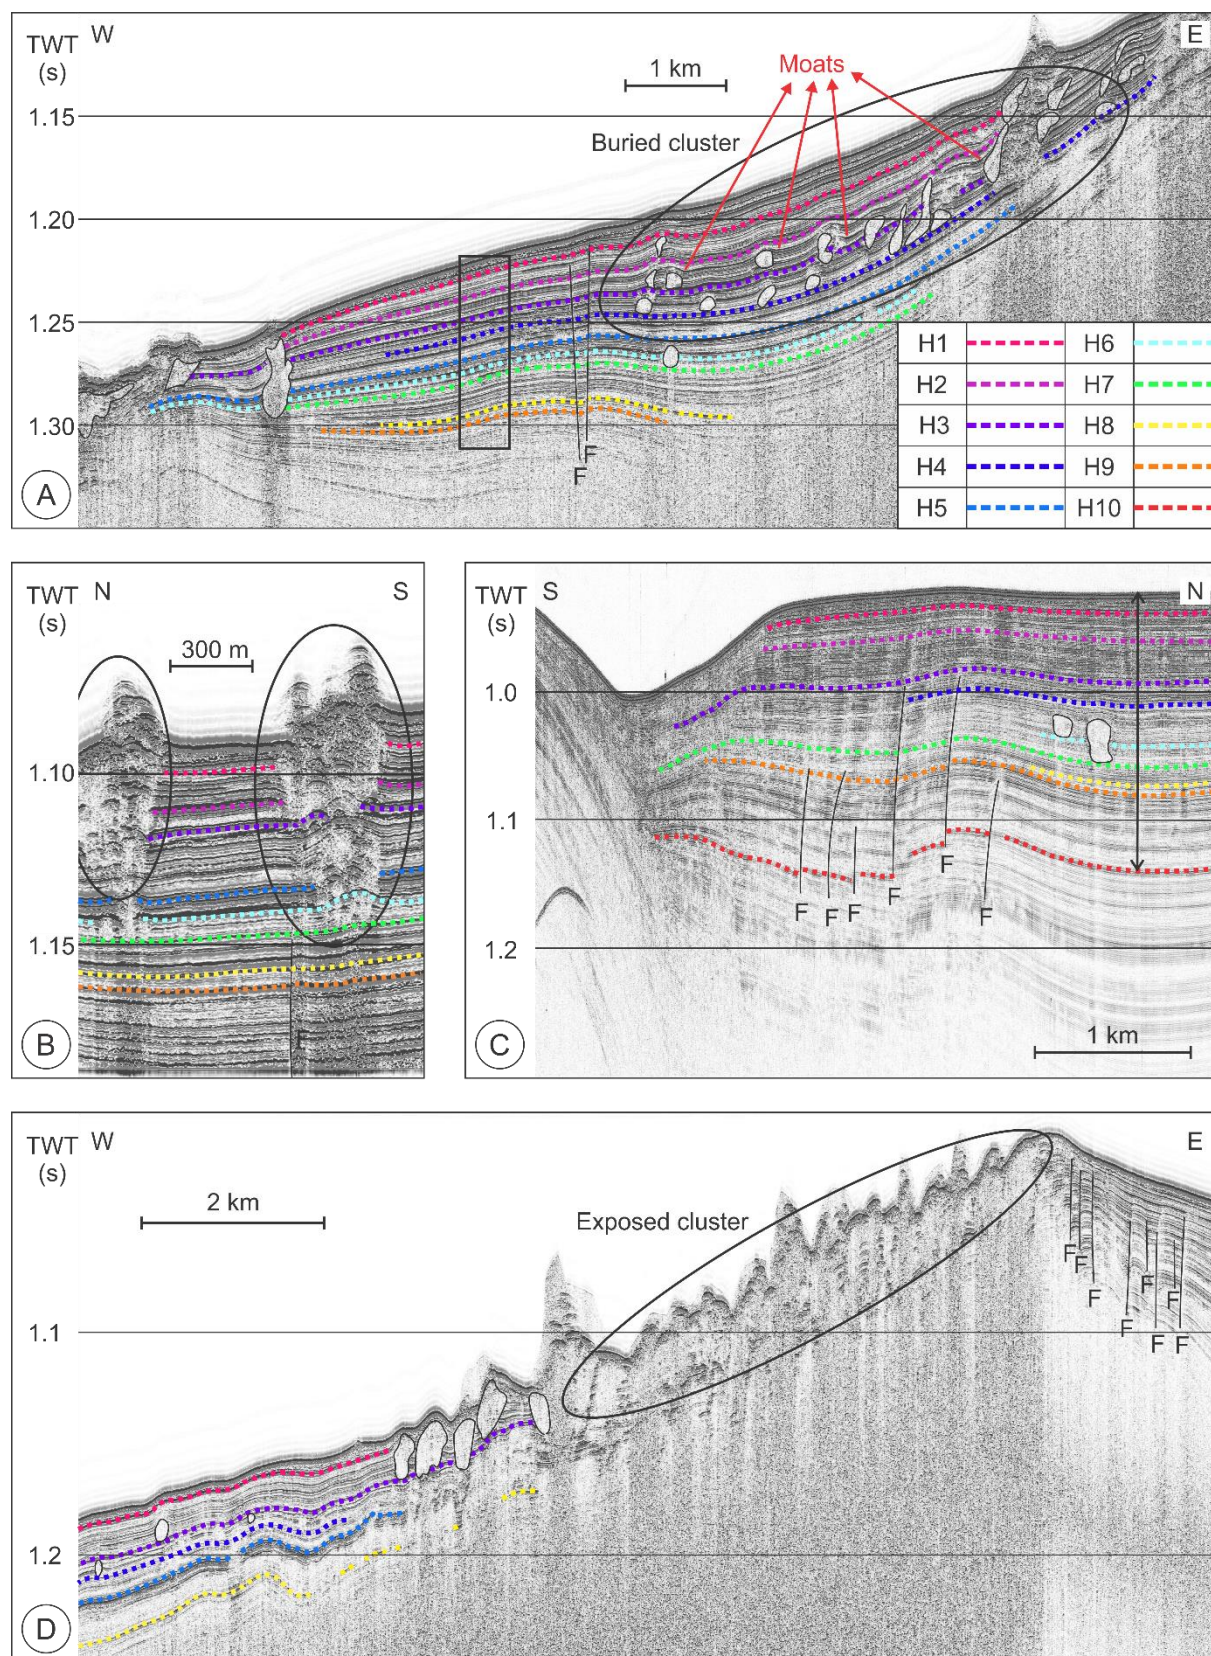 TWT W E
(s)
1 km
Moats
1.15
Buried cluster
1.20
1.25
H1 H6
H2 H7
H3 H8
H4 H9
H5 H10
1.30
F
F
A
TWT N S
(s)
300 m
1.10
1.15
F
B
TWT S N
(s)
1.0
1.1
F
F
F F F F
1.2
1 km
C
TWT W E
(s)
2 km
Exposed cluster
F
F
F
F F
F F F
1.1
1.2
D